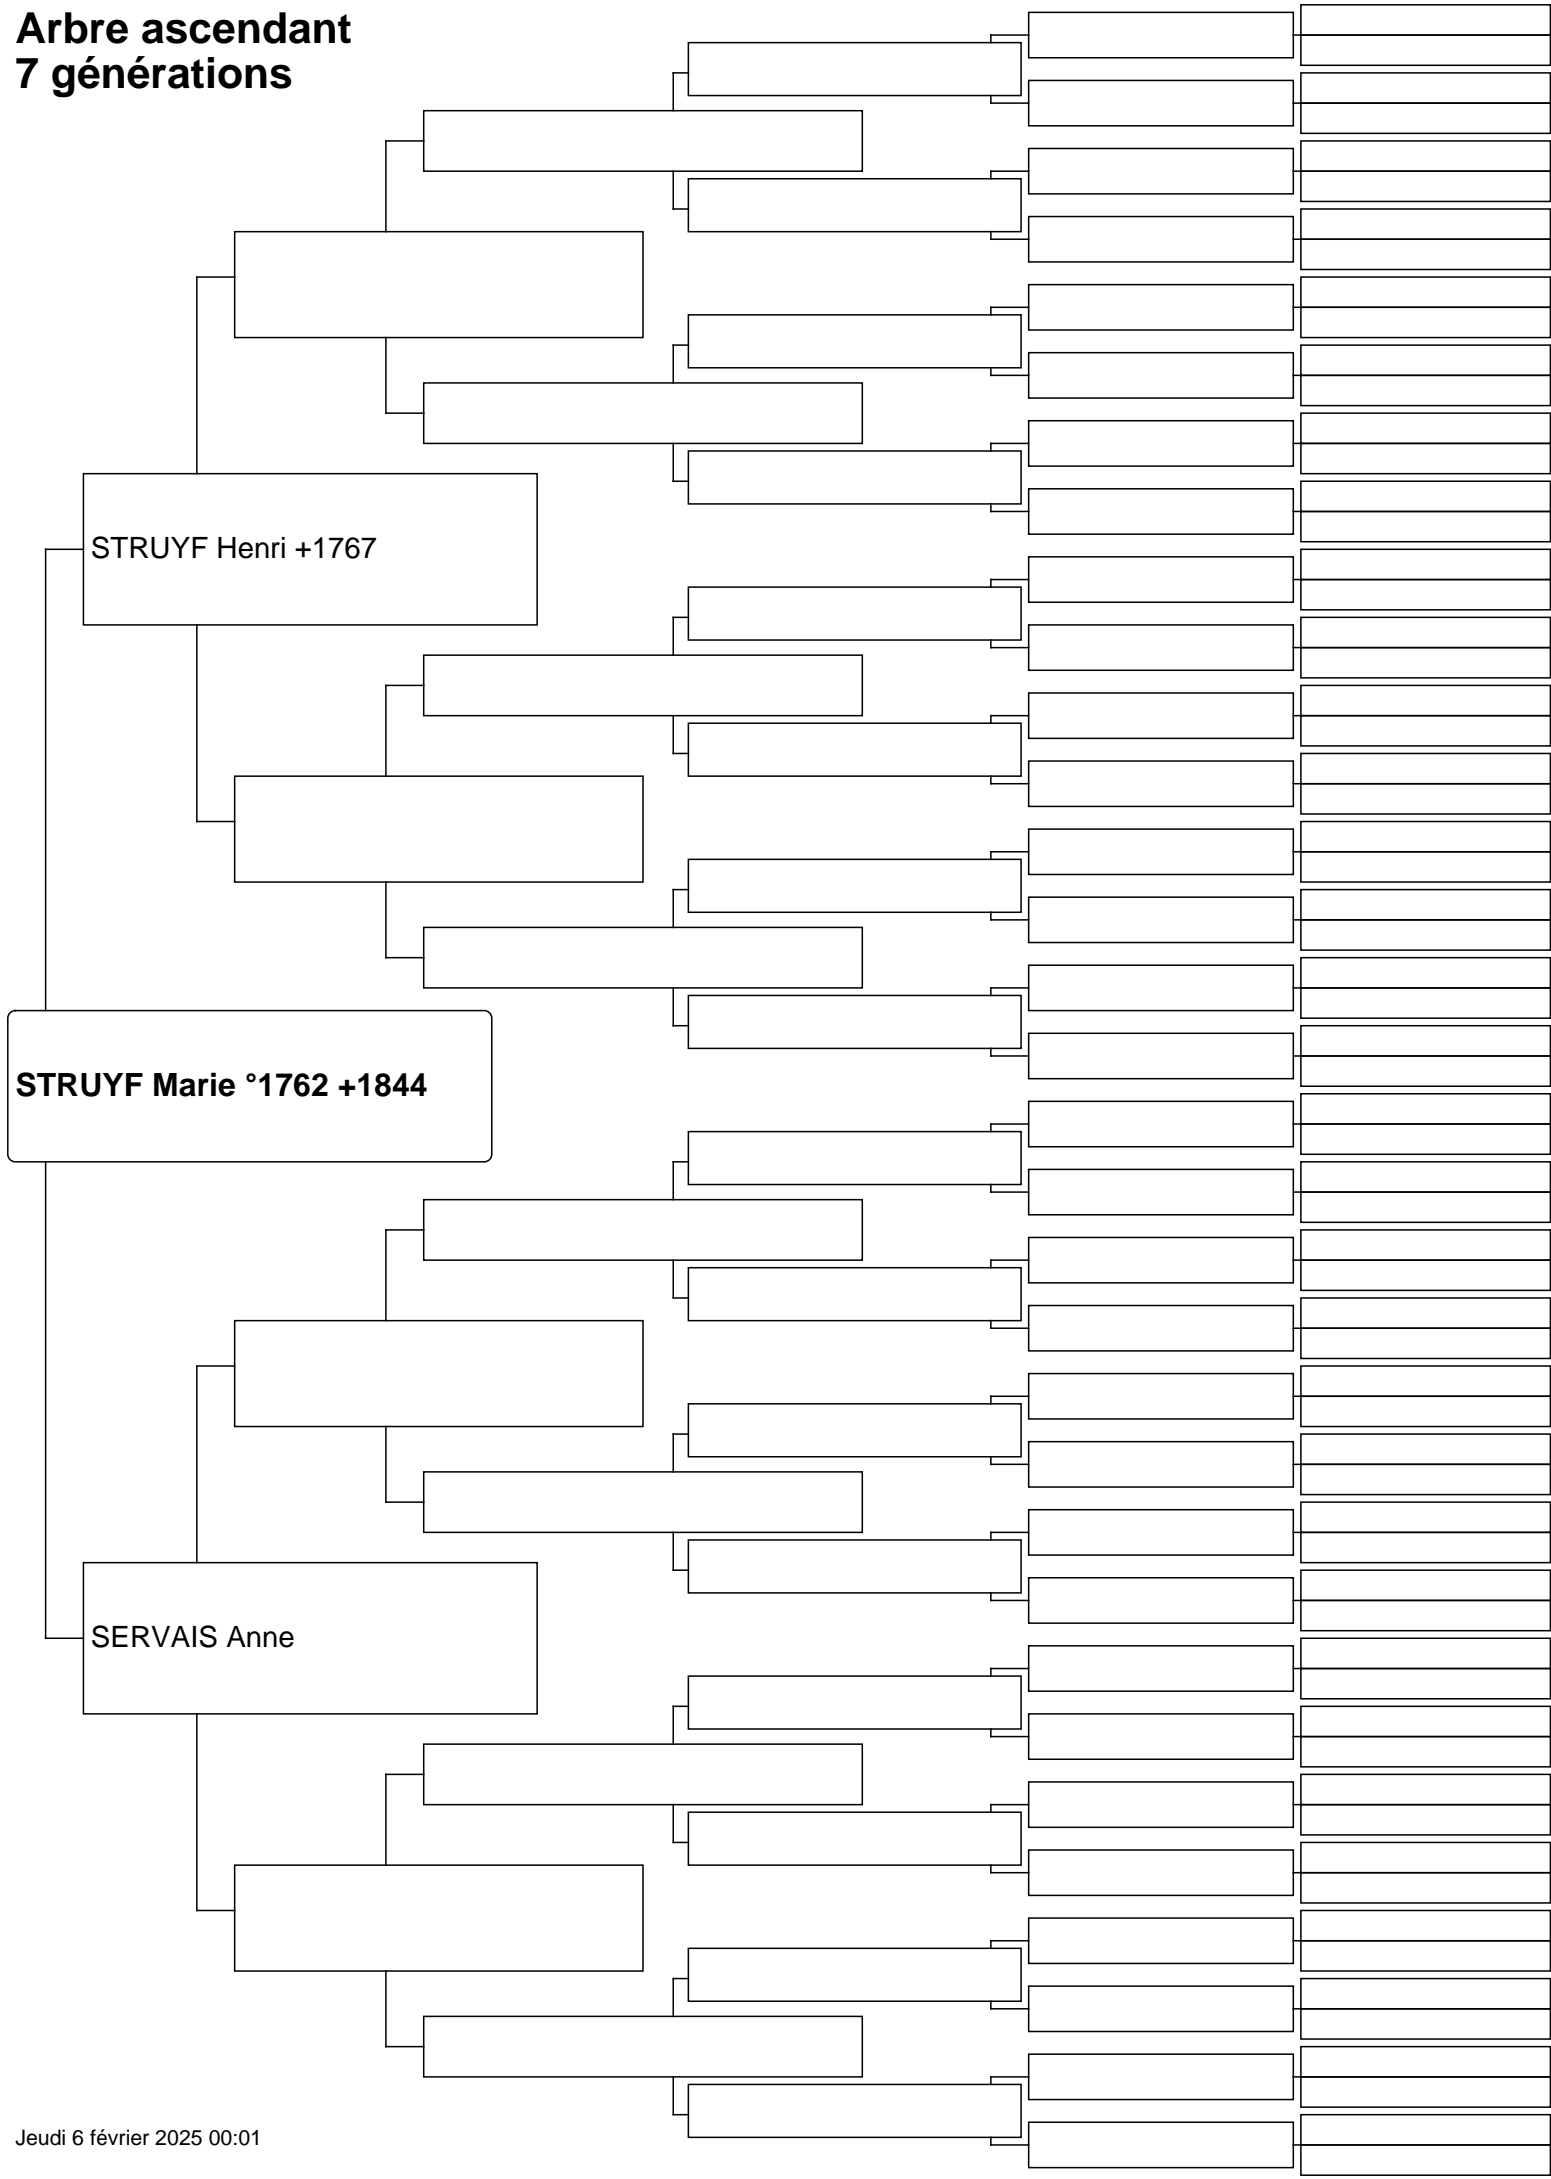 Arbre ascendant
7 générations
STRUYF Henri +1767
STRUYF Marie °1762 +1844
SERVAIS Anne
Jeudi 6 février 2025 00:01